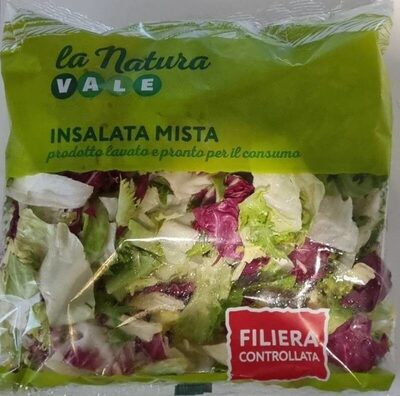 la Natura
VALE
INSALATA MISTA
prodotto lavato e pronto per il consumo
FILIERA
CONTROLLATA